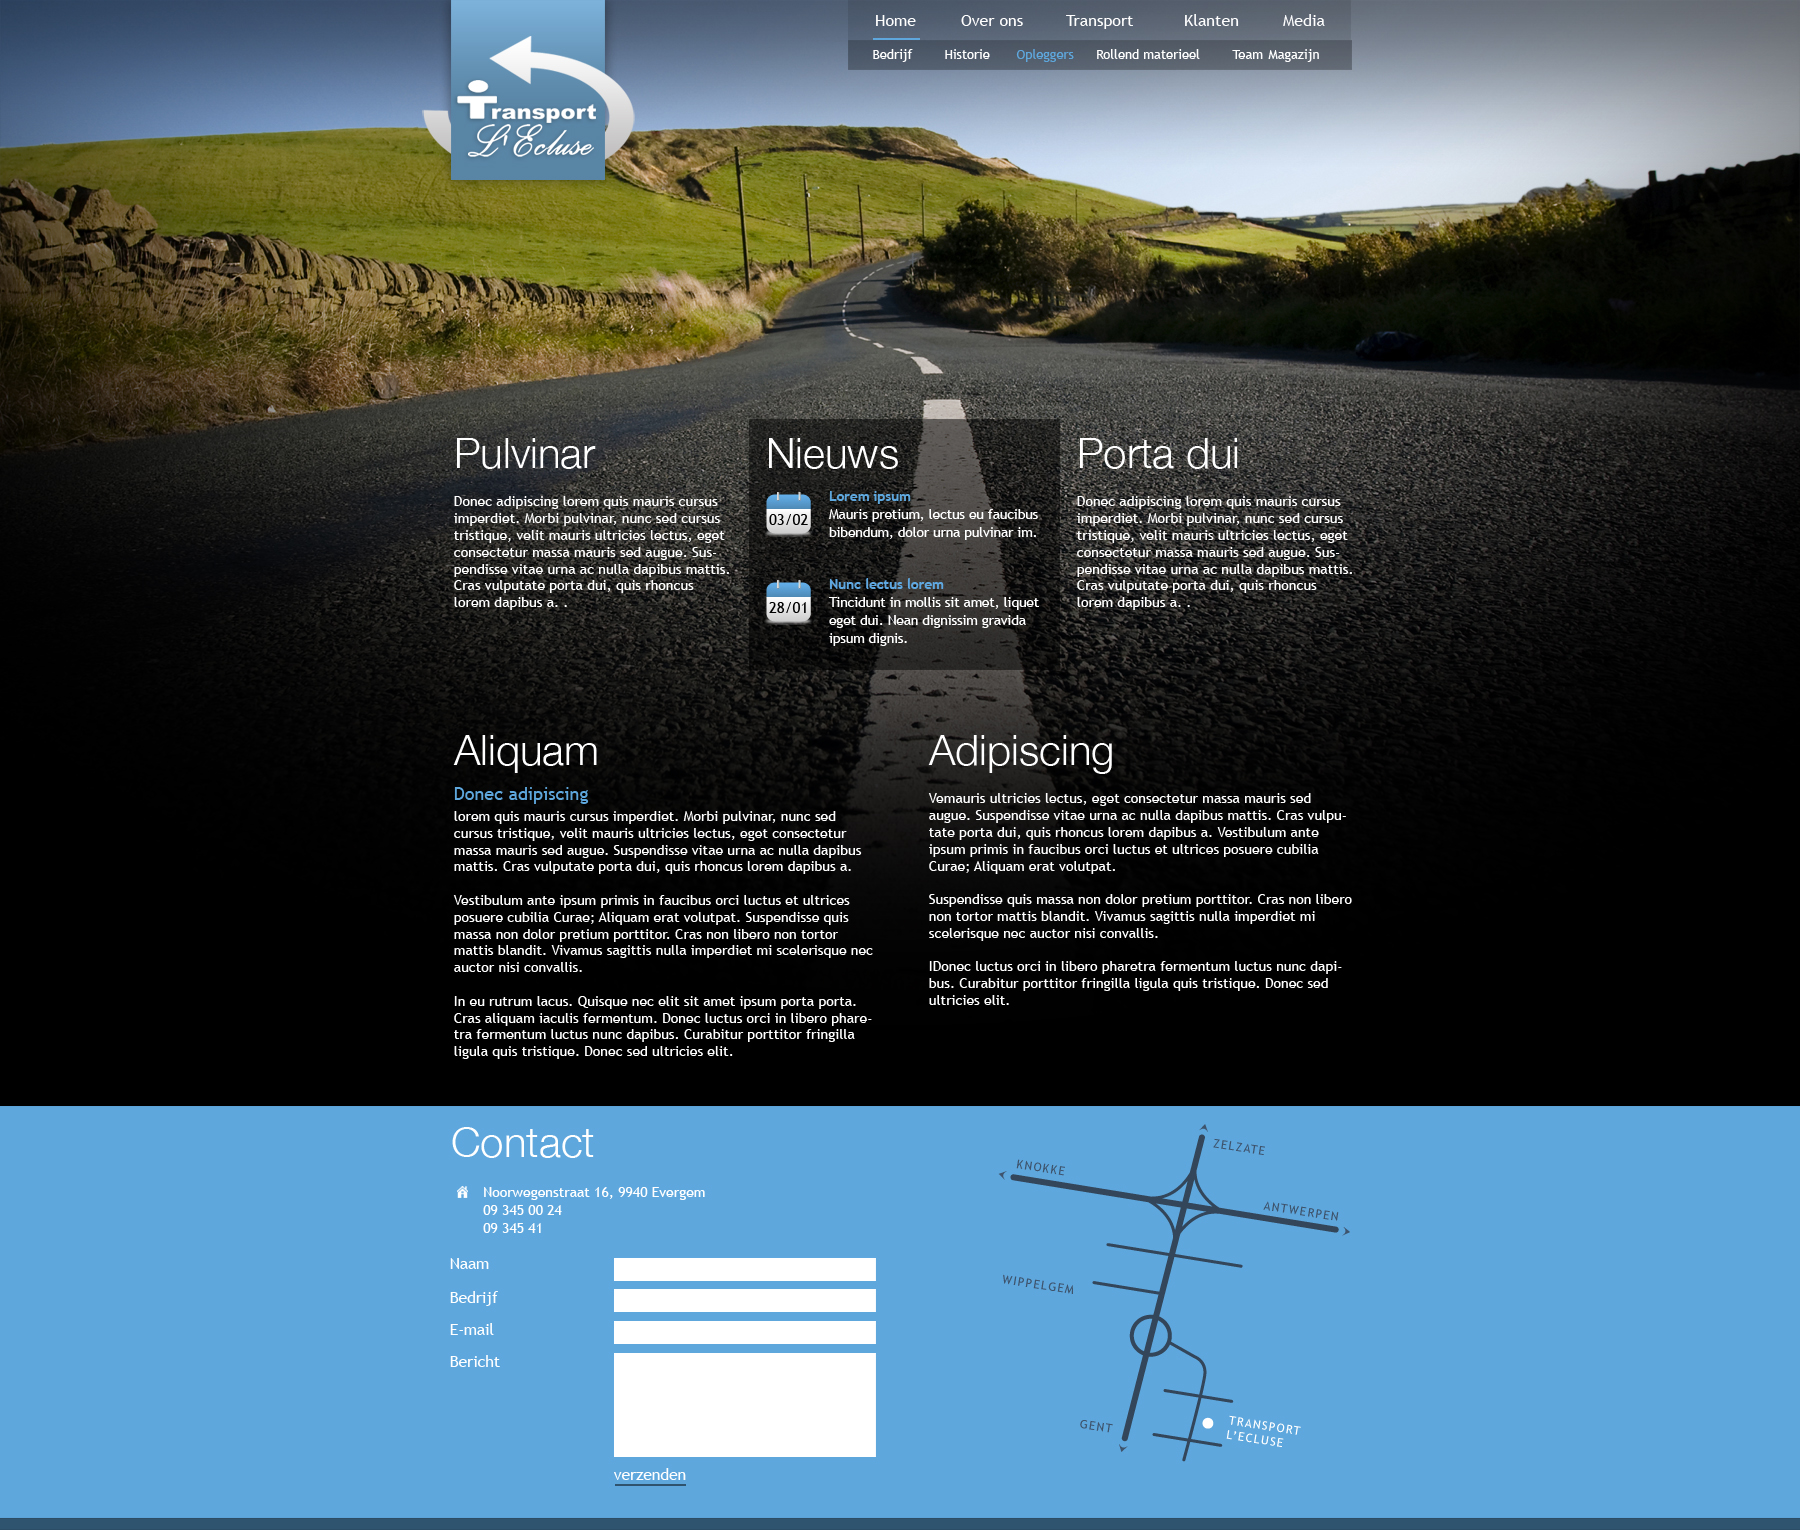 Home Over ons Transport Klanten Media
Bedrijf Historie Opleggers Rollend materieel Team Magazijn
Transport
L'Ecluse
Pulvinar
Donec adipiscing lorem quis mauris cursus
imperdiet. Morbi pulvinar, nunc sed cursus
tristique, velit mauris ultricies lectus, eget
consectetur massa mauris sed augue. Sus-
pendisse vitae urna ac nulla dapibus mattis.
Cras vulputate porta dui, quis rhoncus
lorem dapibus a. .
Nieuws
03/02
Lorem ipsum
Mauris pretium, lectus eu faucibus
bibendum, dolor urna pulvinar im.
28/01
Nunc lectus lorem
Tincidunt in mollis sit amet, liquet
eget dui. Nean dignissim gravida
ipsum dignis.
Porta dui
Donec adipiscing lorem quis mauris cursus
imperdiet. Morbi pulvinar, nunc sed cursus
tristique, velit mauris ultricies lectus, eget
consectetur massa mauris sed augue. Sus-
pendisse vitae urna ac nulla dapibus mattis.
Cras vulputate porta dui, quis rhoncus
lorem dapibus a. .
Aliquam
Donec adipiscing
lorem quis mauris cursus imperdiet. Morbi pulvinar, nunc sed
cursus tristique, velit mauris ultricies lectus, eget consectetur
massa mauris sed augue. Suspendisse vitae urna ac nulla dapibus
mattis. Cras vulputate porta dui, quis rhoncus lorem dapibus a.
Vestibulum ante ipsum primis in faucibus orci luctus et ultrices
posuere cubilia Curae; Aliquam erat volutpat. Suspendisse quis
massa non dolor pretium porttitor. Cras non libero non tortor
mattis blandit. Vivamus sagittis nulla imperdiet mi scelerisque nec
auctor nisi convallis.
In eu rutrum lacus. Quisque nec elit sit amet ipsum porta porta.
Cras aliquam iaculis fermentum. Donec luctus orci in libero phare-
tra fermentum luctus nunc dapibus. Curabitur porttitor fringilla
ligula quis tristique. Donec sed ultricies elit.
Adipiscing
Vemauris ultricies lectus, eget consectetur massa mauris sed
augue. Suspendisse vitae urna ac nulla dapibus mattis. Cras vulpu-
tate porta dui, quis rhoncus lorem dapibus a. Vestibulum ante
ipsum primis in faucibus orci luctus et ultrices posuere cubilia
Curae; Aliquam erat volutpat.
Suspendisse quis massa non dolor pretium porttitor. Cras non libero
non tortor mattis blandit. Vivamus sagittis nulla imperdiet mi
scelerisque nec auctor nisi convallis.
IDonec luctus orci in libero pharetra fermentum luctus nunc dapi-
bus. Curabitur porttitor fringilla ligula quis tristique. Donec sed
ultricies elit.
Contact
Noorwegenstraat 16, 9940 Evergem
09 345 00 24
09 345 41
Naam
Bedrijf
E-mail
Bericht
verzenden
ZELZATE
KNOKKE
ANTWERPEN
WIPPELGEM
GENT
TRANSPORT
L'ECLUSE